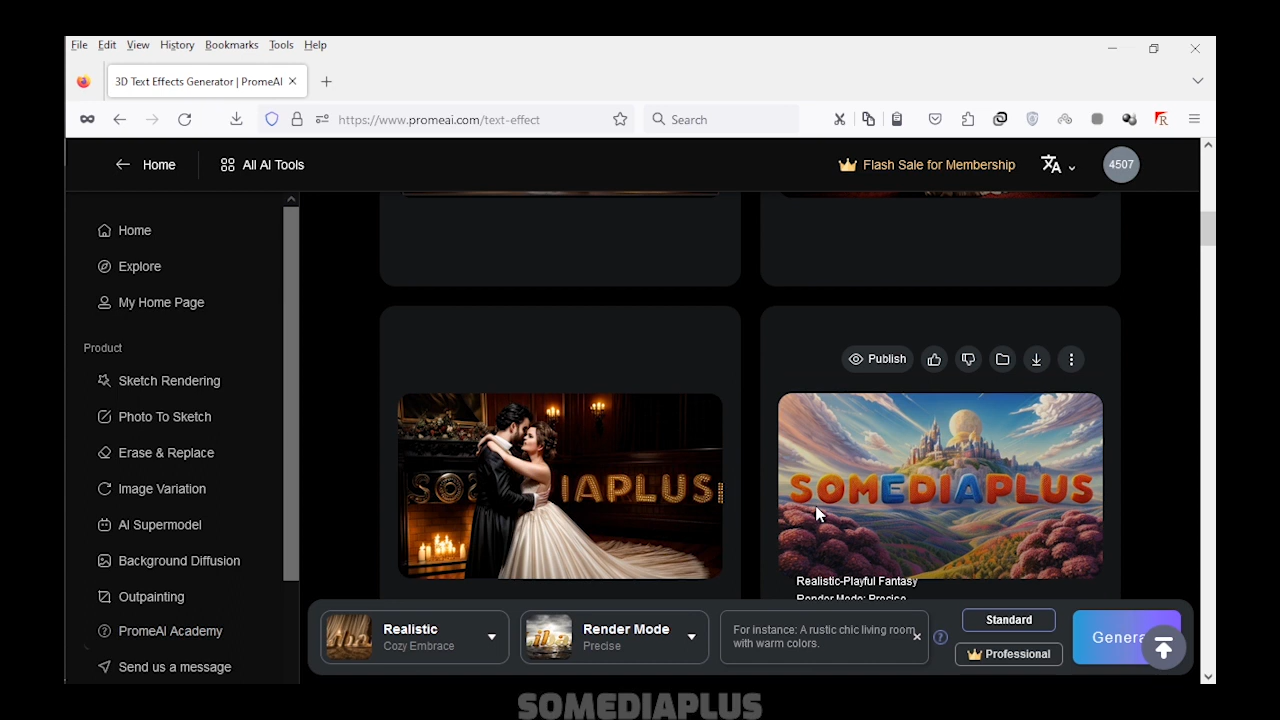 File Edit View History Bookmarks Tools Help
3D Text Effects Generator | PromeAI
https://www.promeai.com/text-effect
Search
Home
All AI Tools
Flash Sale for Membership
4507
Home
Explore
My Home Page
Product
Sketch Rendering
Photo To Sketch
Erase & Replace
Image Variation
AI Supermodel
Background Diffusion
Outpainting
PromeAI Academy
Send us a message
Publish
IAPLUS
SOMEDIAPLUS
Realistic-Playful Fantasy
Render Mode: Precise
Realistic
Cozy Embrace
Render Mode
Precise
For instance: A rustic chic living room
with warm colors.
Standard
Professional
Genera
SOMEDIAPLUS